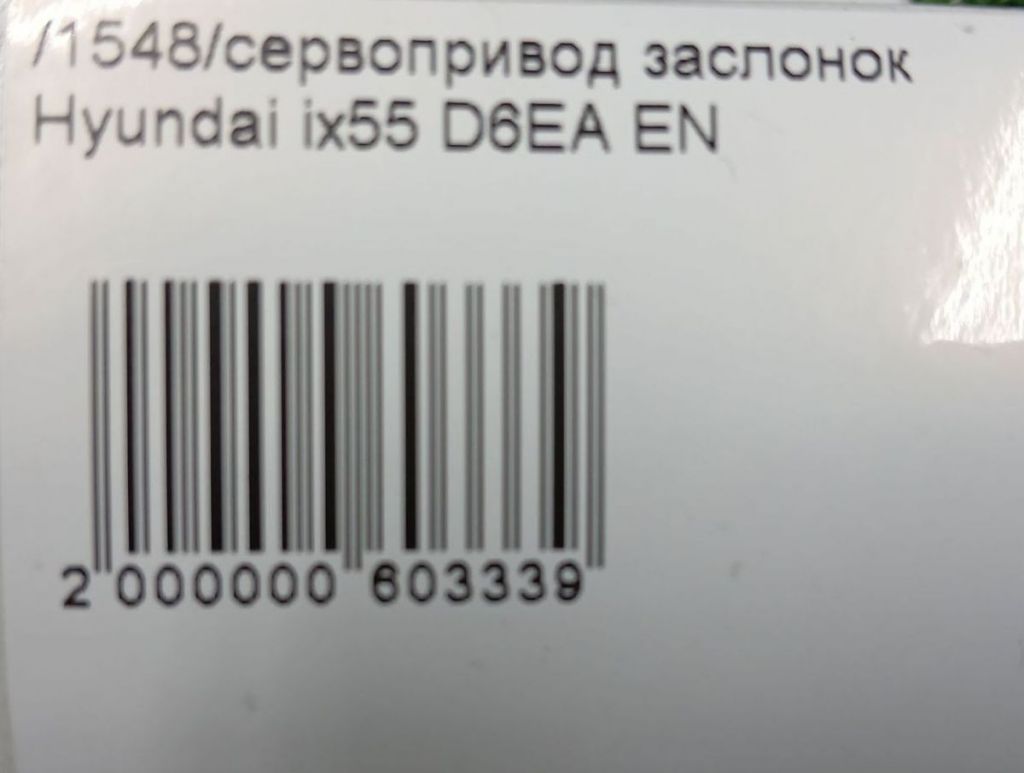 /1548/сервопривод заслонок
Hyundai ix55 D6EA EN
2 000000 603339